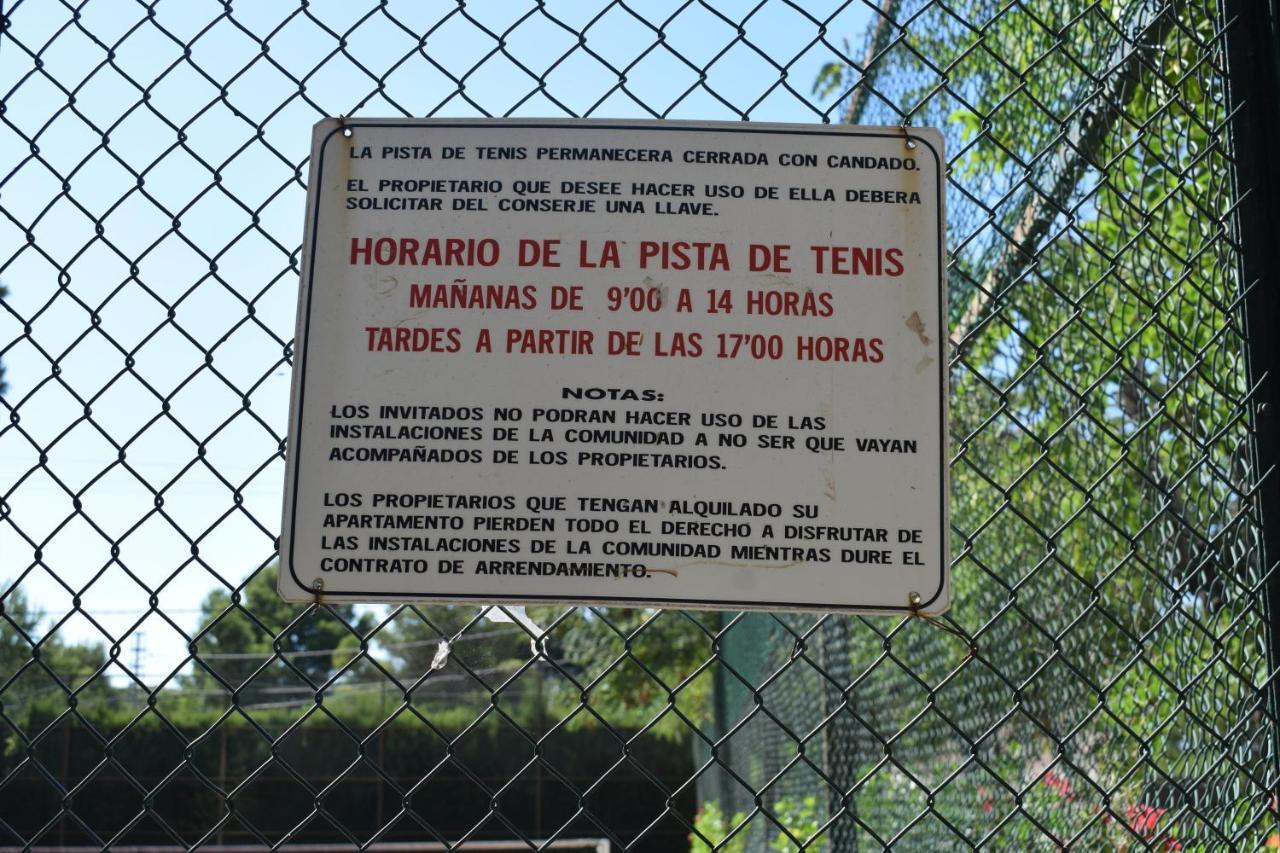 LA PISTA DE TENIS PERMANECERA CERRADA CON CANDADO.
EL PROPIETARIO QUE DESEE HACER USO DE ELLA DEBERA
SOLICITAR DEL CONSERJE UNA LLAVE.
HORARIO DE LA PISTA DE TENIS
MAÑANAS DE 9'00 A 14 HORAS
TARDES A PARTIR DE LAS 17'00 HORAS
NOTAS:
LOS INVITADOS NO PODRAN HACER USO DE LAS
INSTALACIONES DE LA COMUNIDAD A NO SER QUE VAYAN
ACOMPAÑADOS DE LOS PROPIETARIOS.
LOS PROPIETARIOS QUE TENGAN ALQUILADO SU
APARTAMENTO PIERDEN TODO EL DERECHO A DISFRUTAR DE
LAS INSTALACIONES DE LA COMUNIDAD MIENTRAS DURE EL
CONTRATO DE ARRENDAMIENTO.